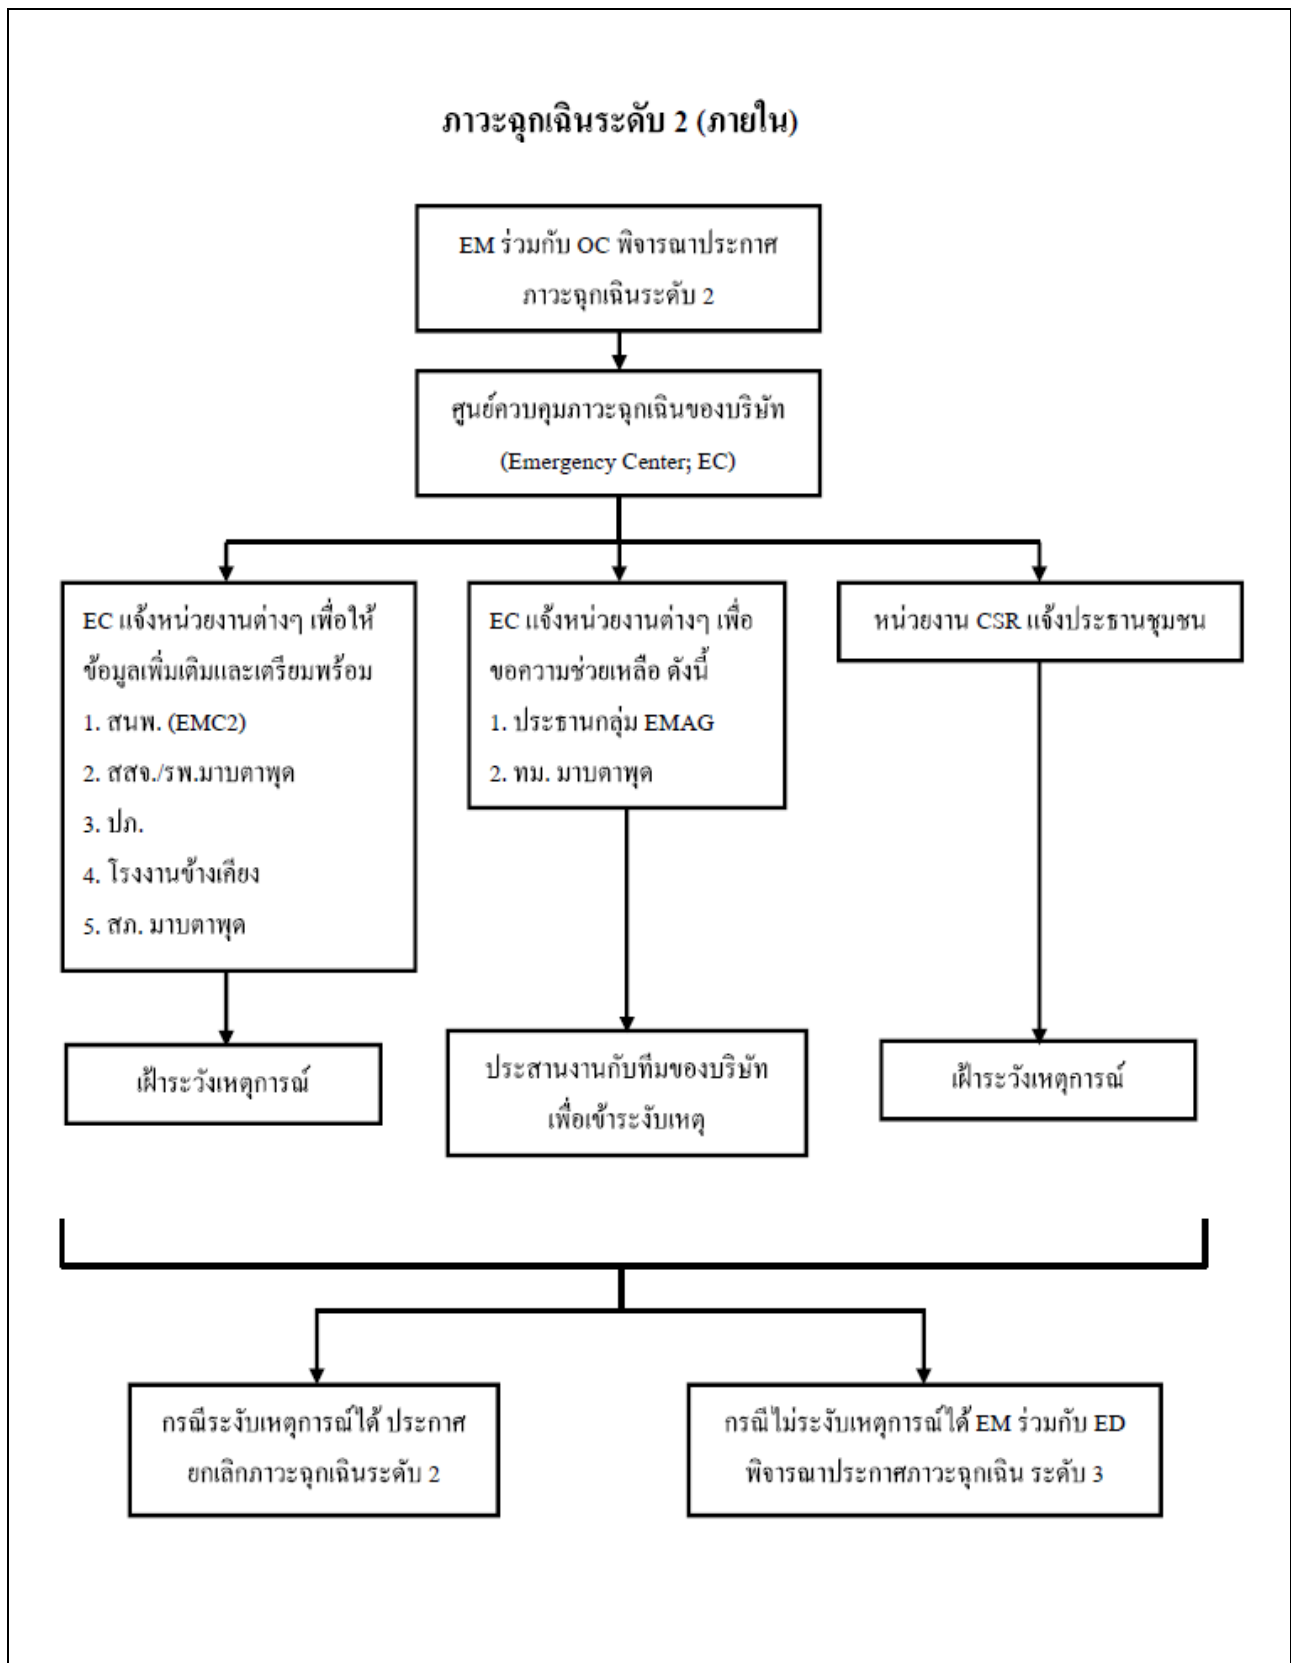 ภาวะฉุกเฉินระดับ 2 (ภายใน)
EM ร่วมกับ OC พิจารณาประกาศ
ภาวะฉุกเฉินระดับ 2
ศูนย์ควบคุมภาวะฉุกเฉินของบริษัท
(Emergency Center; EC)
EC แจ้งหน่วยงานต่างๆ เพื่อให้
ข้อมูลเพิ่มเติมและเตรียมพร้อม
1. สนพ. (EMC2)
2. สสจ./รพ.มาบตาพุด
3. ปภ.
4. โรงงานข้างเคียง
5. สภ. มาบตาพุด
EC แจ้งหน่วยงานต่างๆ เพื่อ
ขอความช่วยเหลือ ดังนี้
1. ประธานกลุ่ม EMAG
2. ทม. มาบตาพุด
หน่วยงาน CSR แจ้งประธานชุมชน
เฝ้าระวังเหตุการณ์
ประสานงานกับทีมของบริษัท
เพื่อเข้าระงับเหตุ
เฝ้าระวังเหตุการณ์
กรณีระงับเหตุการณ์ได้ ประกาศ
ยกเลิกภาวะฉุกเฉินระดับ 2
กรณีไม่ระงับเหตุการณ์ได้ EM ร่วมกับ ED
พิจารณาประกาศภาวะฉุกเฉิน ระดับ 3